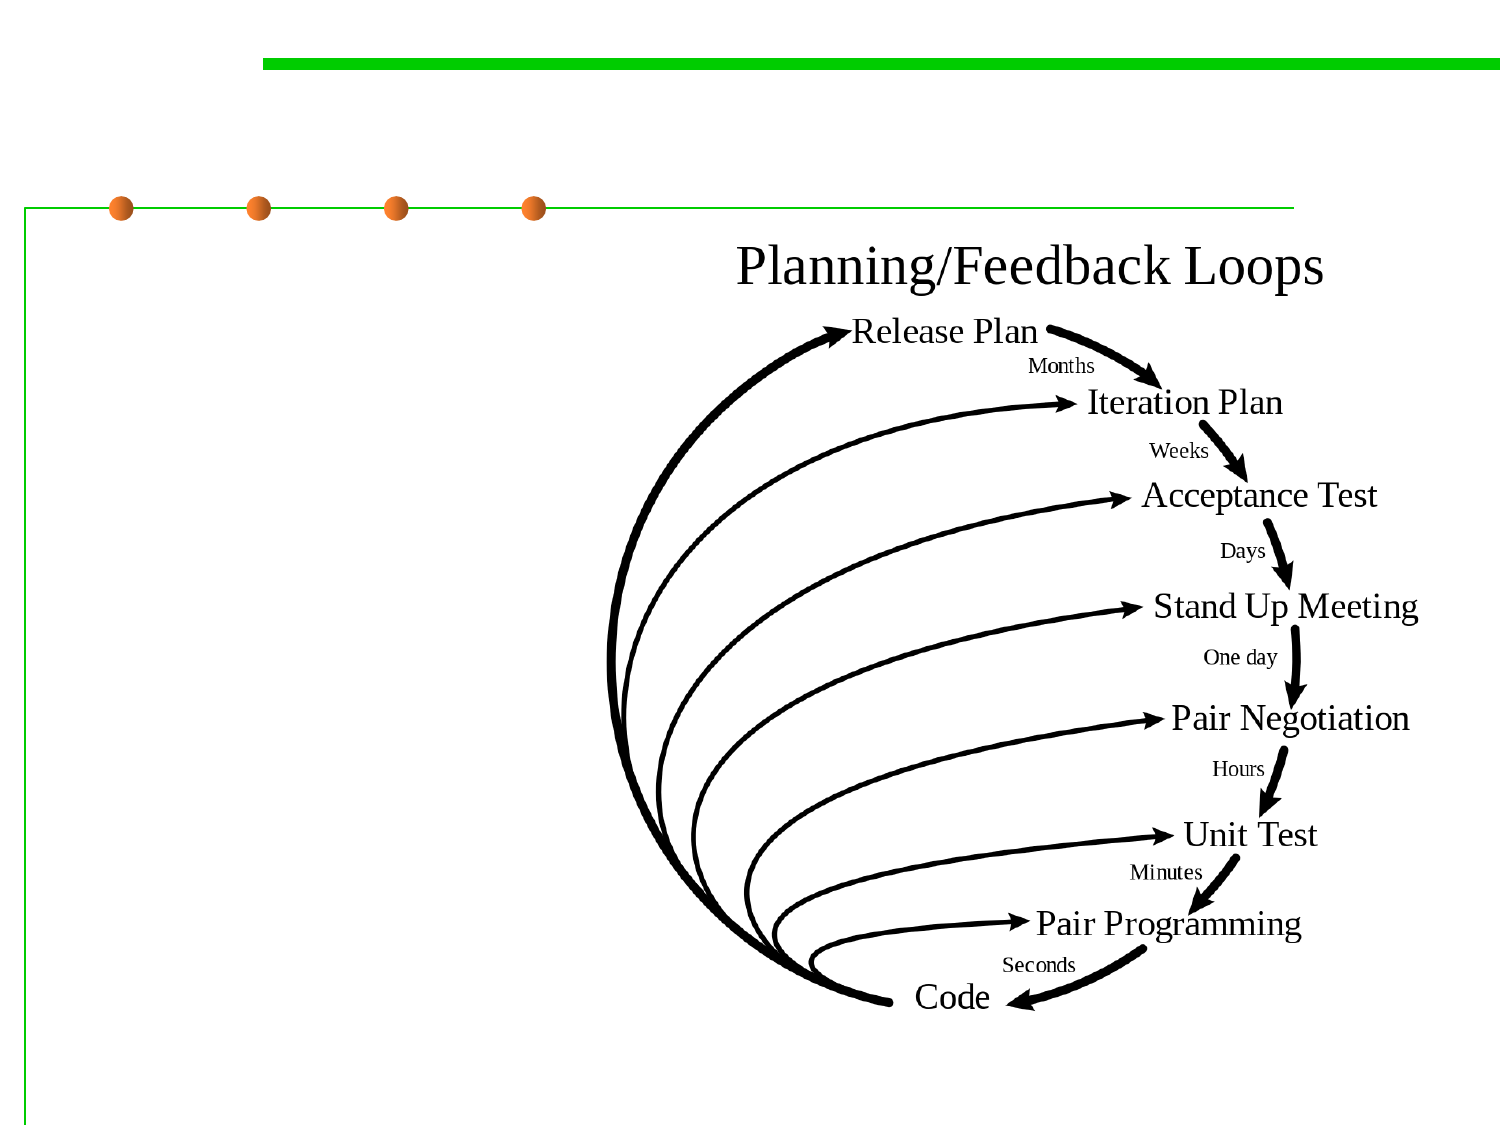 Planning/Feedback Loops
Release Plan
Months
Iteration Plan
Weeks
Acceptance Test
Days
Stand Up Meeting
One day
Pair Negotiation
Hours
Unit Test
Minutes
Pair Programming
Seconds
Code